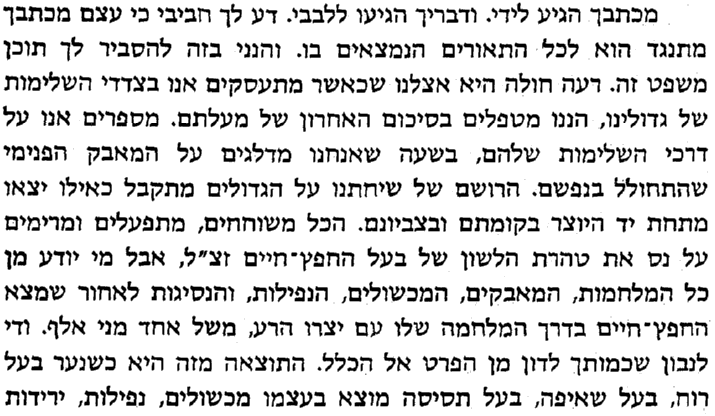 מכתבך הגיע לידי. ודבריך הגיעו ללבבי. דע לך חביבי כי עצם מכתבך
מתנגד הוא לכל התאורים הנמצאים בו. והנני בזה להסביר לך תוכן
משפט זה. רעה חולה היא אצלנו שכאשר מתעסקים אנו בצדדי השלימות
של גדולינו, הננו מטפלים בסיכום האחרון של מעלתם. מספרים אנו על
דרכי השלימות שלהם, בשעה שאנחנו מדלגים על המאבק הפנימי
שהתחולל בנפשם. הרושם של שיחתנו על הגדולים מתקבל כאילו יצאו
מתחת יד היוצר בקומתם ובצביונם. הכל משוחחים, מתפעלים ומרימים
על נס את טהרת הלשון של בעל החפץ־חיים זצ״ל, אבל מי יודע מן
כל המלחמות, המאבקים, המכשולים, הנפילות, והנסיגות לאחור שמצא
החפץ־חיים בדרך המלחמה שלו עם יצרו הרע, משל אחד מני אלף. ודי
לנבון שכמותך לדון מן הפרט אל הכלל. התוצאה מזה היא כשנער בעל
רוח, בעל שאיפה, בעל תסיסה מוצא בעצמו מכשולים, נפילות, ירידות